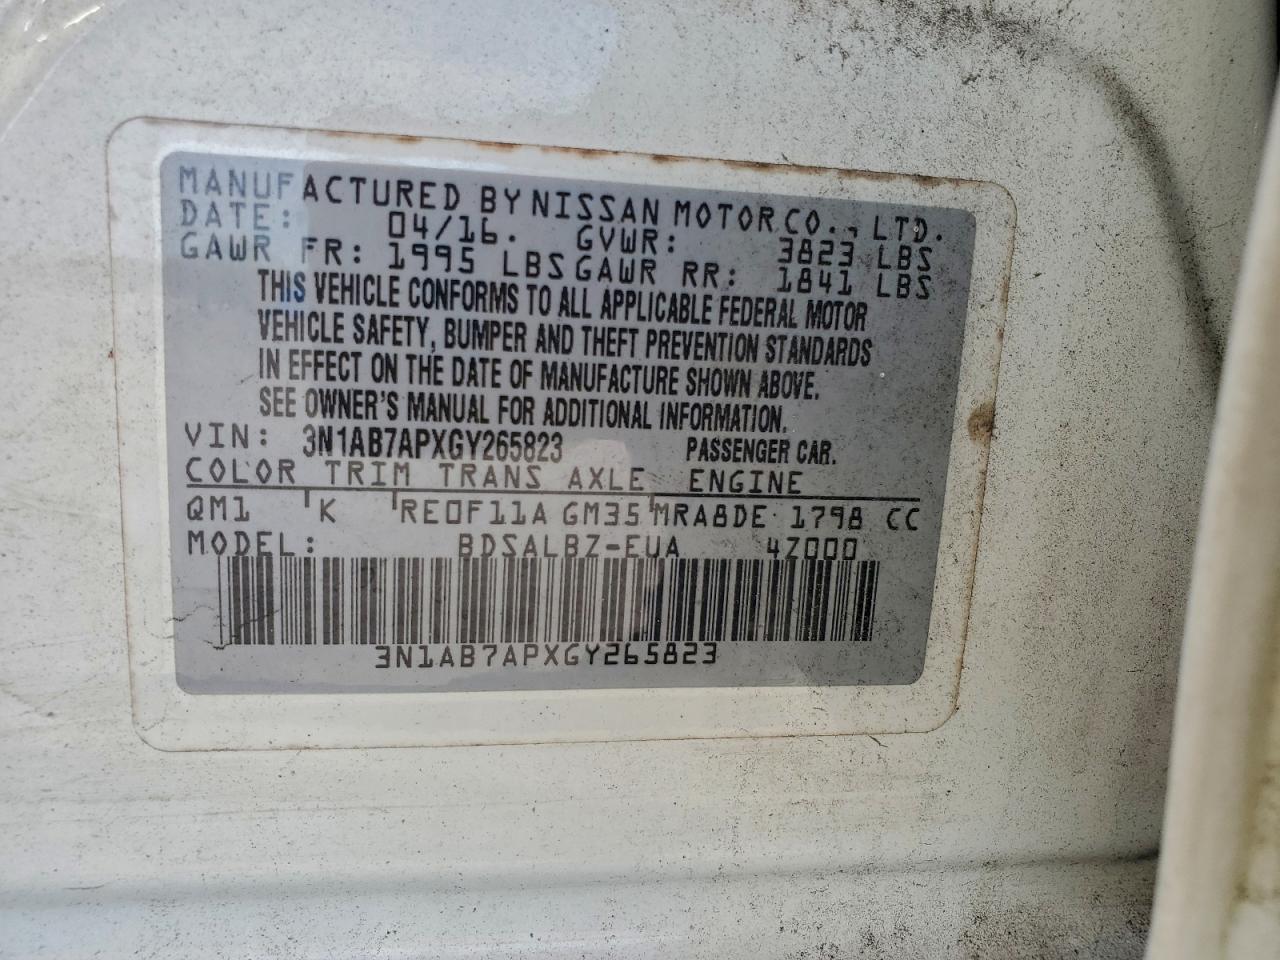 MANUFACTURED BY NISSAN MOTOR CO., LTD.
DATE: 04/16. GVWR: 3823 LBS
GAWR FR: 1995 LBS GAWR RR: 1841 LBS
THIS VEHICLE CONFORMS TO ALL APPLICABLE FEDERAL MOTOR
VEHICLE SAFETY, BUMPER AND THEFT PREVENTION STANDARDS
IN EFFECT ON THE DATE OF MANUFACTURE SHOWN ABOVE.
SEE OWNER'S MANUAL FOR ADDITIONAL INFORMATION.
VIN: 3N1AB7APXGY265823 PASSENGER CAR.
COLOR TRIM TRANS AXLE ENGINE
QM1 K RE0F11A GM35 MRA8DE 1798 CC
MODEL: BDSALBZ-EUA 4Z000
3N1AB7APXGY265823